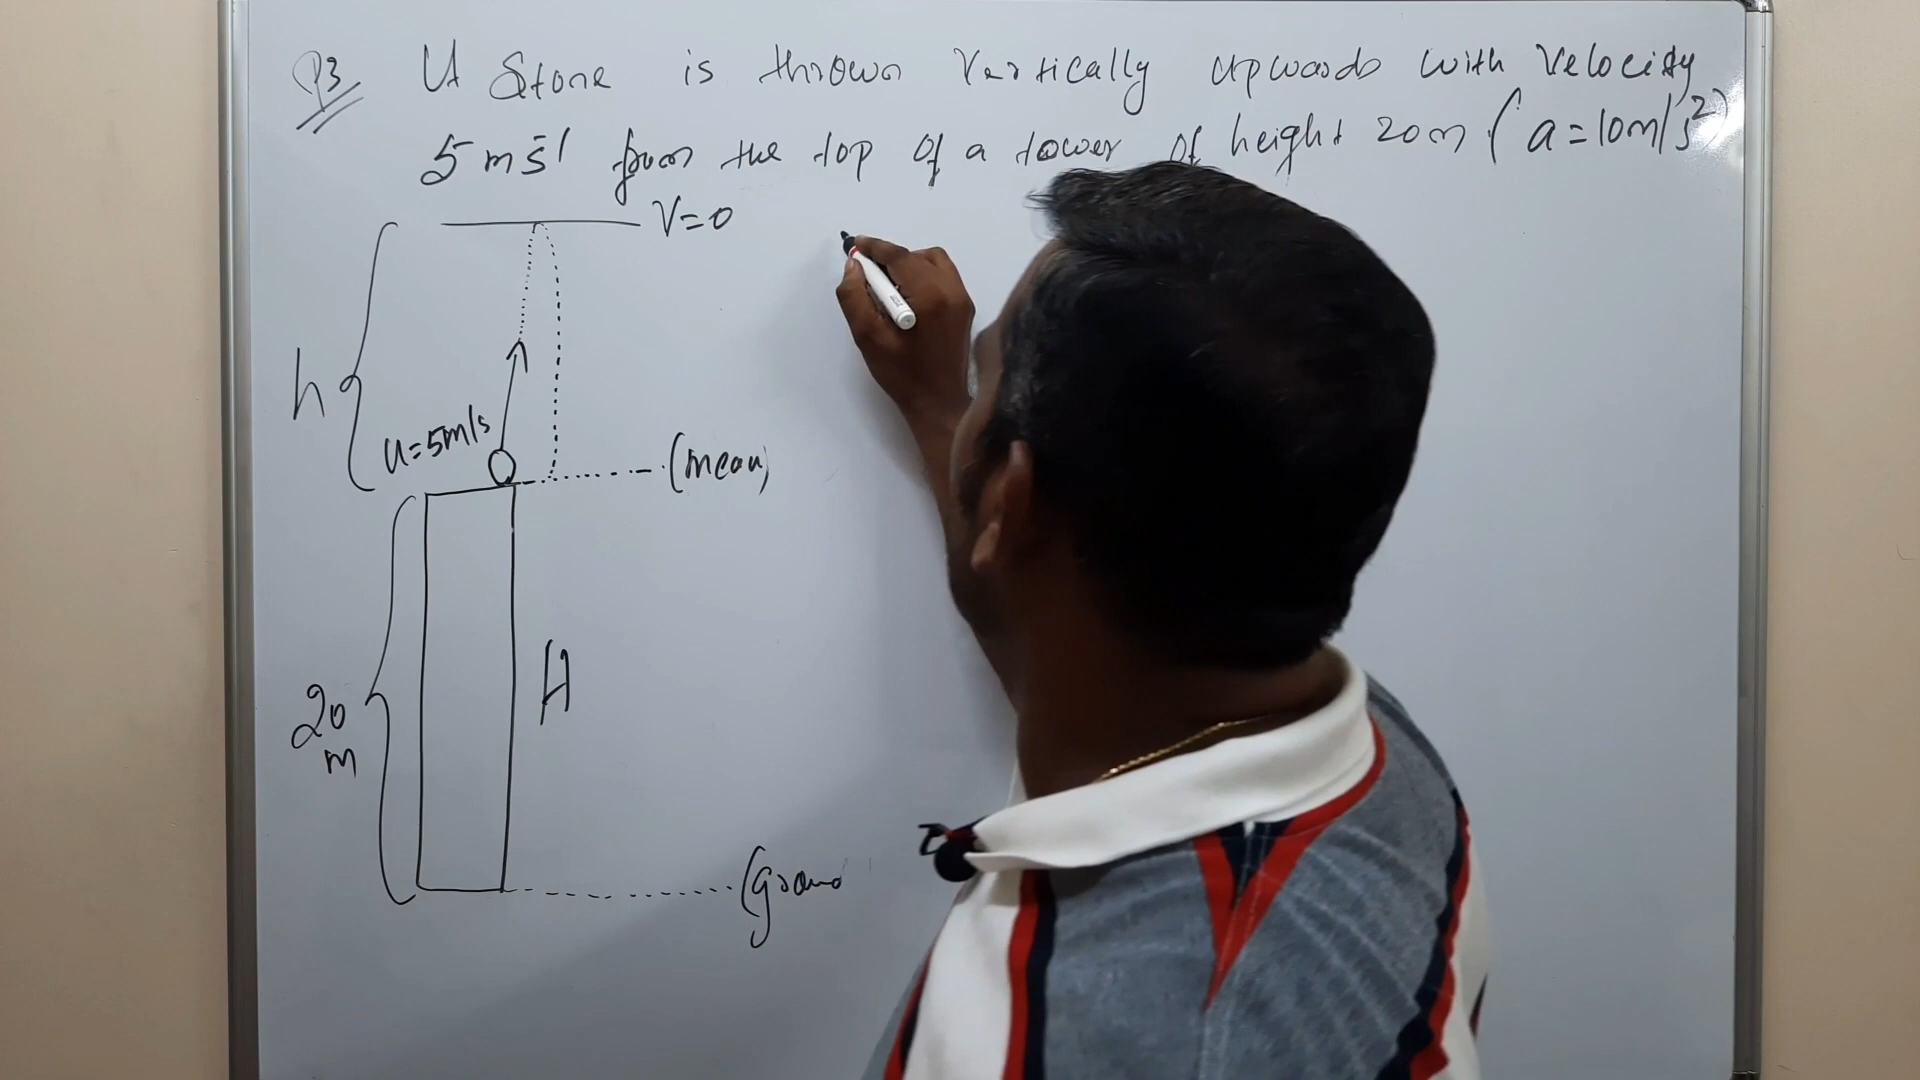 Q3 A Stone is thrown Vertically upwards with Velocity
5 ms-1 from the top of a tower of height 20m (a=10m/s²)
V=0
h
u=5m/s
(mean)
20
m
H
(groun